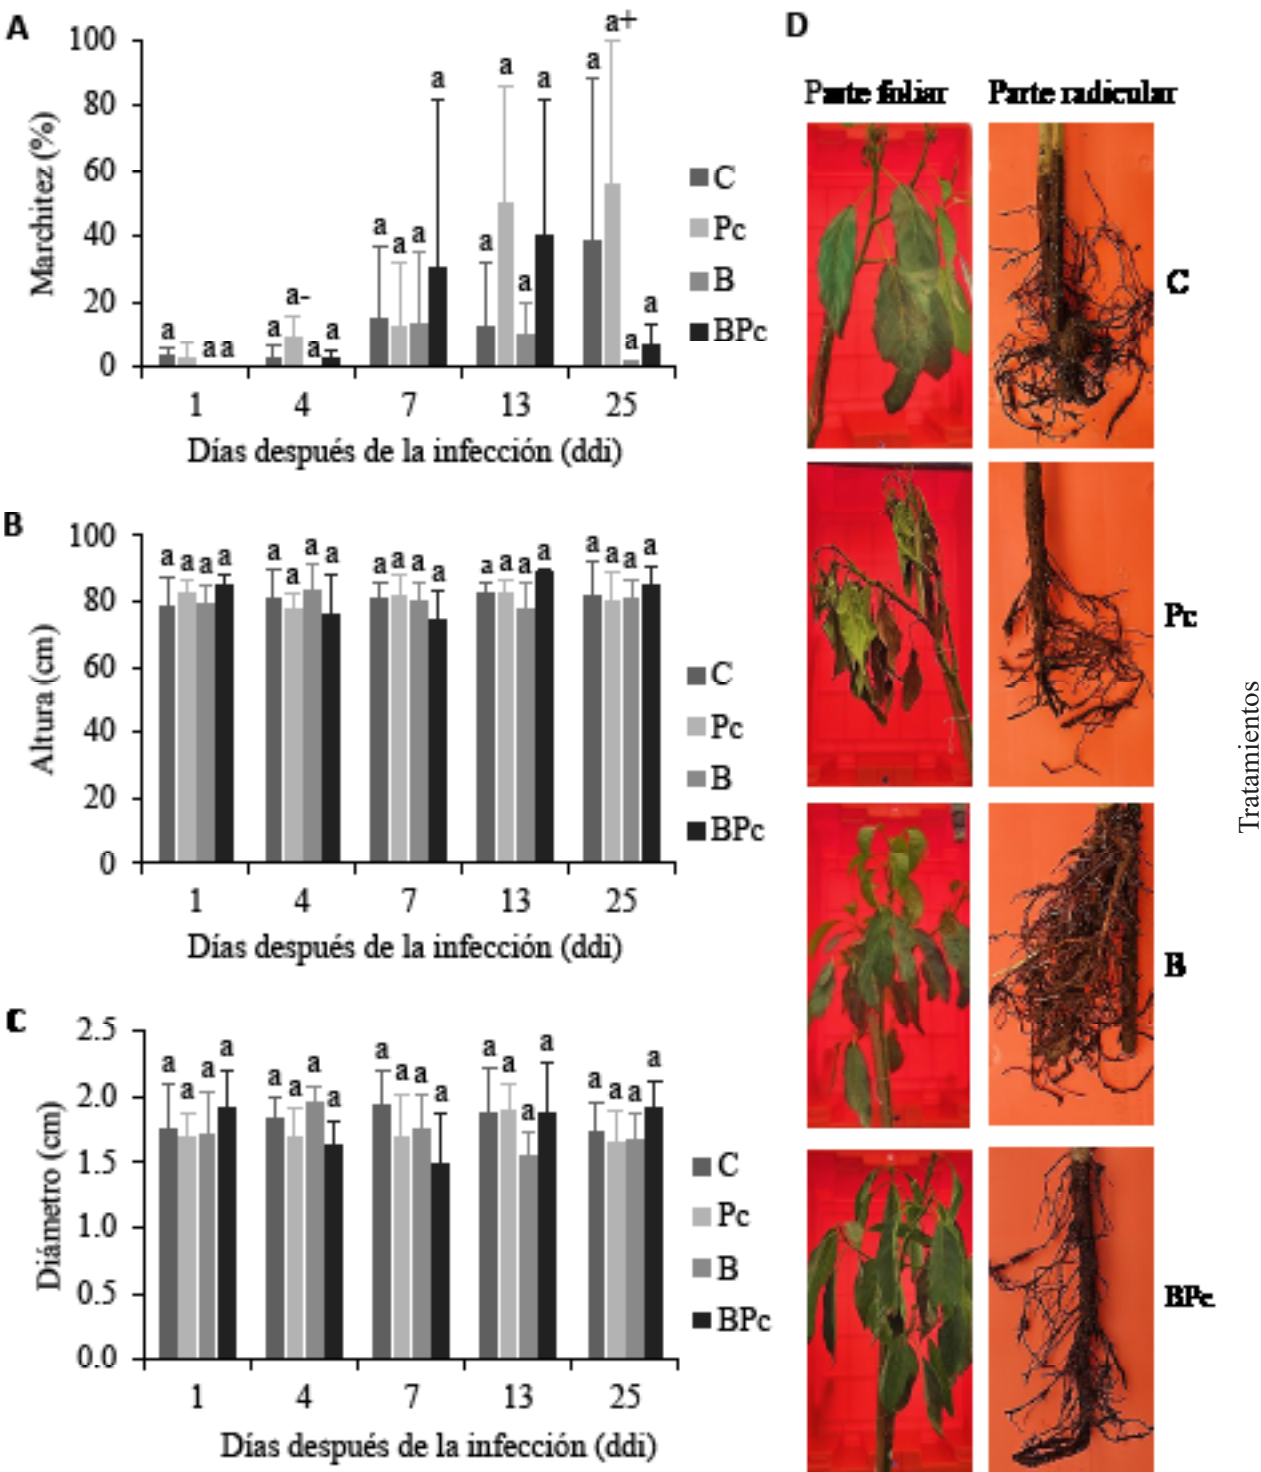 A
100
80
60
40
20
0
Marchitez (%)
a
a a
a
a-
a
a
a
a
a
a
a
a
a
a
a
a+
a
a
1 4 7 13 25
Días después de la infección (ddi)
C
Pc
B
BPc
B
100
80
60
40
20
0
Altura (cm)
a a a a
a a a a
a a a a
a a a a
a a a a
1 4 7 13 25
Días después de la infección (ddi)
C
Pc
B
BPc
C
2.5
2.0
1.5
1.0
0.5
0.0
Diámetro (cm)
a a a a
a a a a
a a a a
a a a a
a a a a
1 4 7 13 25
Días después de la infección (ddi)
C
Pc
B
BPc
D
Parte foliar Parte radicular
C
Pc
B
BPc
Tratamientos